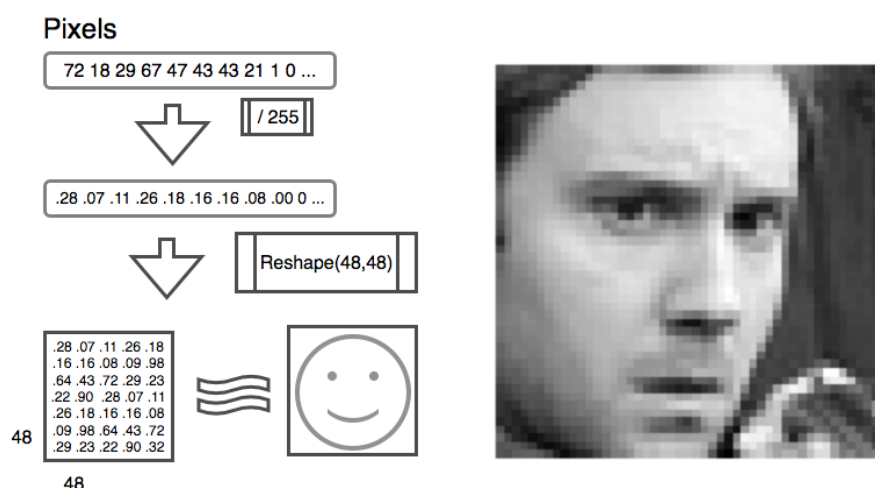 Pixels
72 18 29 67 47 43 43 21 1 0 ...
/ 255
.28 .07 .11 .26 .18 .16 .16 .08 .00 0 ...
Reshape(48,48)
.28 .07 .11 .26 .18
.16 .16 .08 .09 .98
.64 .43 .72 .29 .23
.22 .90 .28 .07 .11
.26 .18 .16 .16 .08
.09 .98 .64 .43 .72
.29 .23 .22 .90 .32
48
48